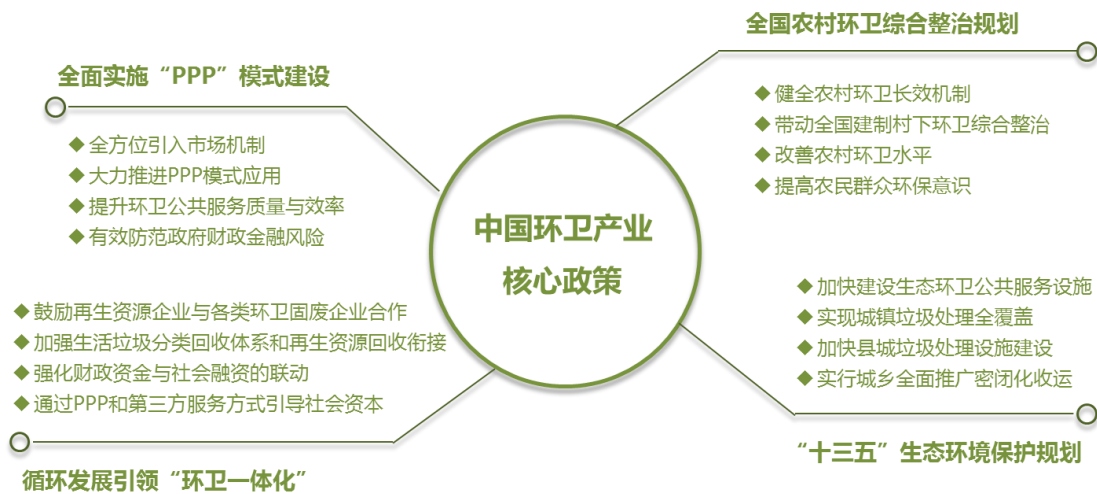 全面实施“PPP”模式建设
◆全方位引入市场机制
◆大力推进PPP模式应用
◆提升环卫公共服务质量与效率
◆有效防范政府财政金融风险
全国农村环卫综合整治规划
◆健全农村环卫长效机制
◆带动全国建制村下环卫综合整治
◆改善农村环卫水平
◆提高农民群众环保意识
中国环卫产业
核心政策
◆鼓励再生资源企业与各类环卫固废企业合作
◆加强生活垃圾分类回收体系和再生资源回收衔接
◆强化财政资金与社会融资的联动
◆通过PPP和第三方服务方式引导社会资本
循环发展引领“环卫一体化”
◆加快建设生态环卫公共服务设施
◆实现城镇垃圾处理全覆盖
◆加快县城垃圾处理设施建设
◆实行城乡全面推广密闭化收运
“十三五”生态环境保护规划